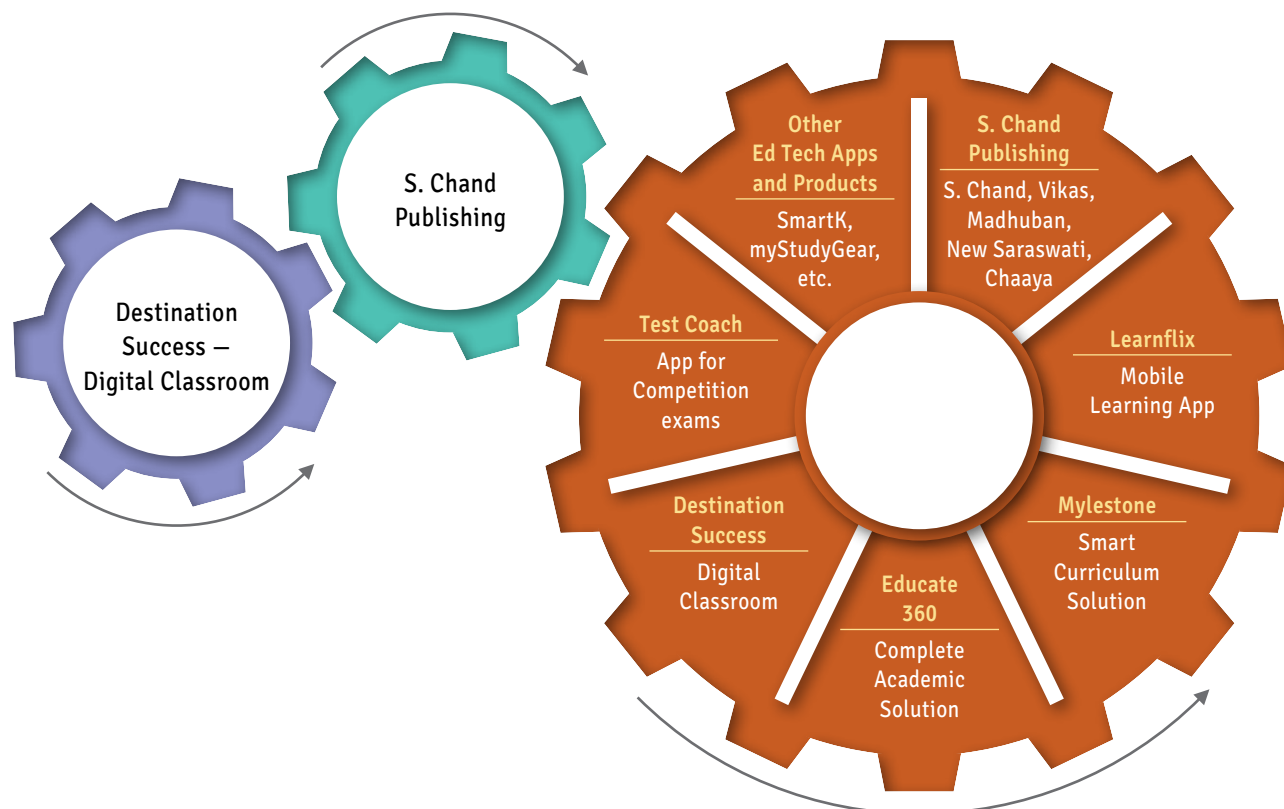 Destination
Success –
Digital Classroom
S. Chand
Publishing
Other
Ed Tech Apps
and Products
SmartK,
myStudyGear,
etc.
S. Chand
Publishing
S. Chand, Vikas,
Madhuban,
New Saraswati,
Chaaya
Learnflix
Mobile
Learning App
Mylestone
Smart
Curriculum
Solution
Educate
360
Complete
Academic
Solution
Destination
Success
Digital
Classroom
Test Coach
App for
Competition
exams